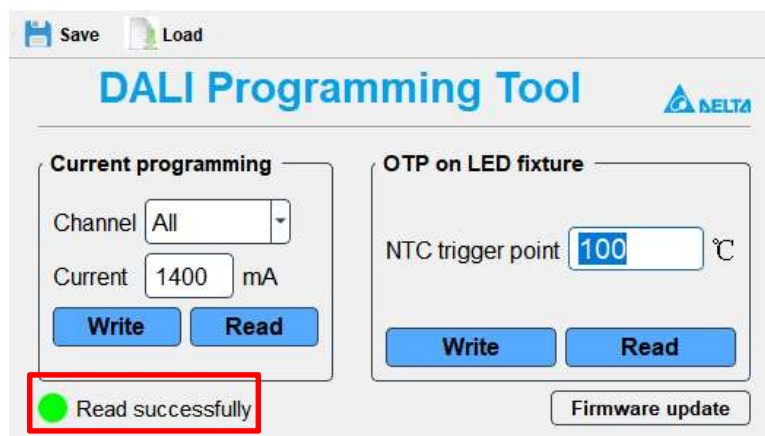 Save Load
DALI Programming Tool
DELTA
Current programming
Channel All
Current 1400 mA
Write Read
OTP on LED fixture
NTC trigger point 100 ℃
Write Read
Read successfully
Firmware update